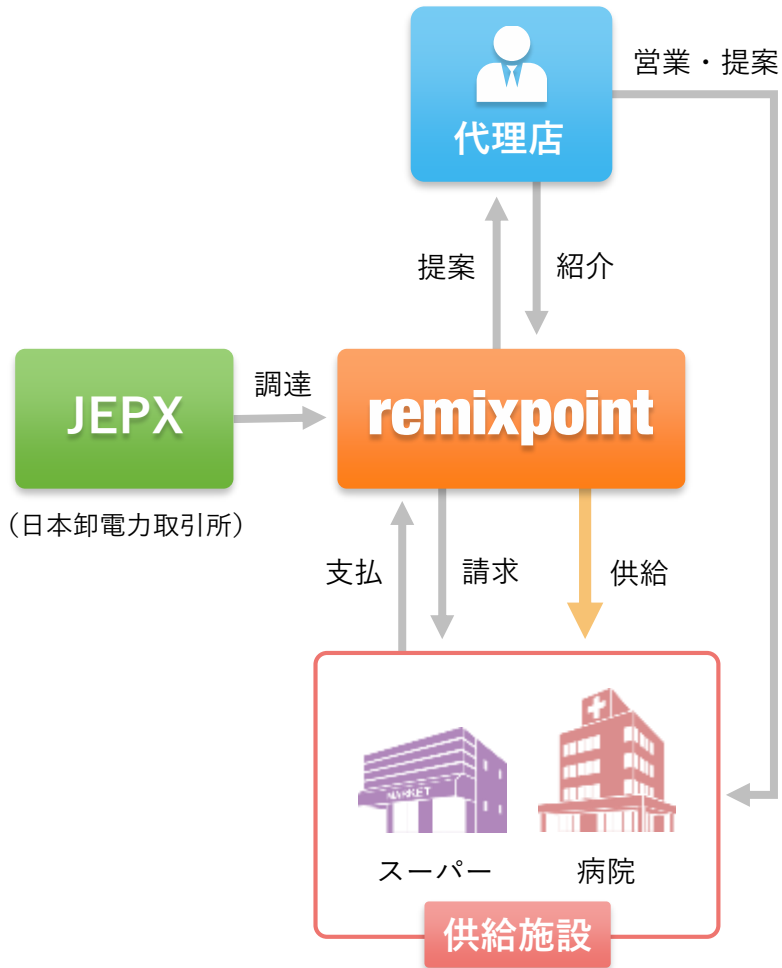 営業・提案
代理店
提案
紹介
JEPX
調達
remixpoint
（日本卸電力取引所）
支払
請求
供給
MARKET
スーパー
病院
供給施設